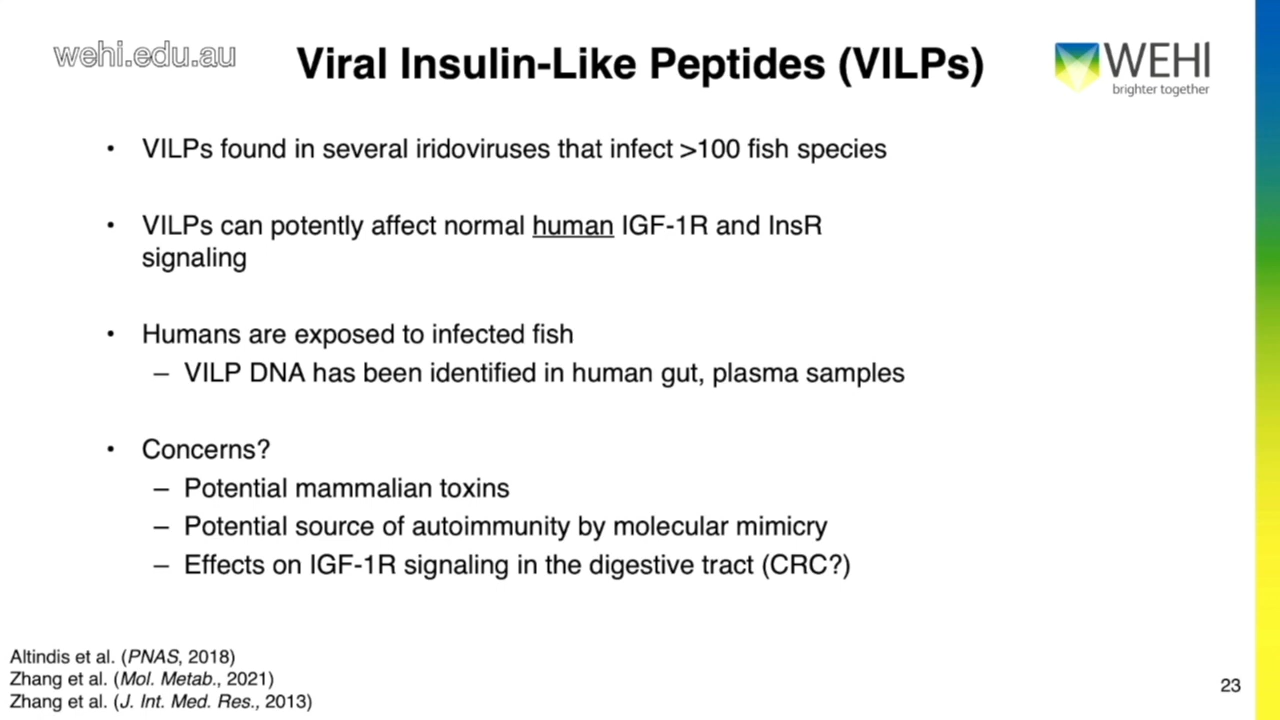 wehi.edu.au
Viral Insulin-Like Peptides (VILPs)
WEHI
brighter together
• VILPs found in several iridoviruses that infect >100 fish species
• VILPs can potently affect normal human IGF-1R and InsR
signaling
• Humans are exposed to infected fish
– VILP DNA has been identified in human gut, plasma samples
• Concerns?
– Potential mammalian toxins
– Potential source of autoimmunity by molecular mimicry
– Effects on IGF-1R signaling in the digestive tract (CRC?)
Altindis et al. (PNAS, 2018)
Zhang et al. (Mol. Metab., 2021)
Zhang et al. (J. Int. Med. Res., 2013)
23